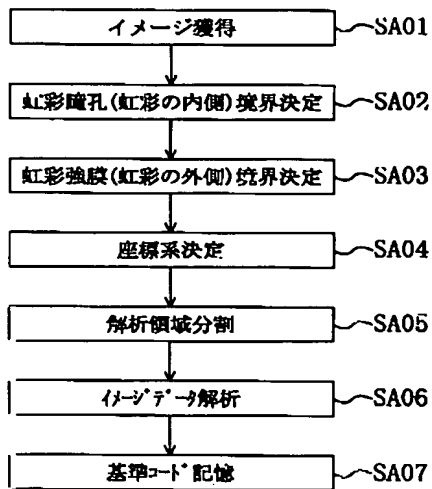 イメージ獲得 SA01
虹彩瞳孔(虹彩の内側)境界決定 SA02
虹彩強膜(虹彩の外側)境界決定 SA03
座標系決定 SA04
解析領域分割 SA05
ｲﾒｰｼﾞﾃﾞｰﾀ解析 SA06
基準ｺｰﾄﾞ記憶 SA07